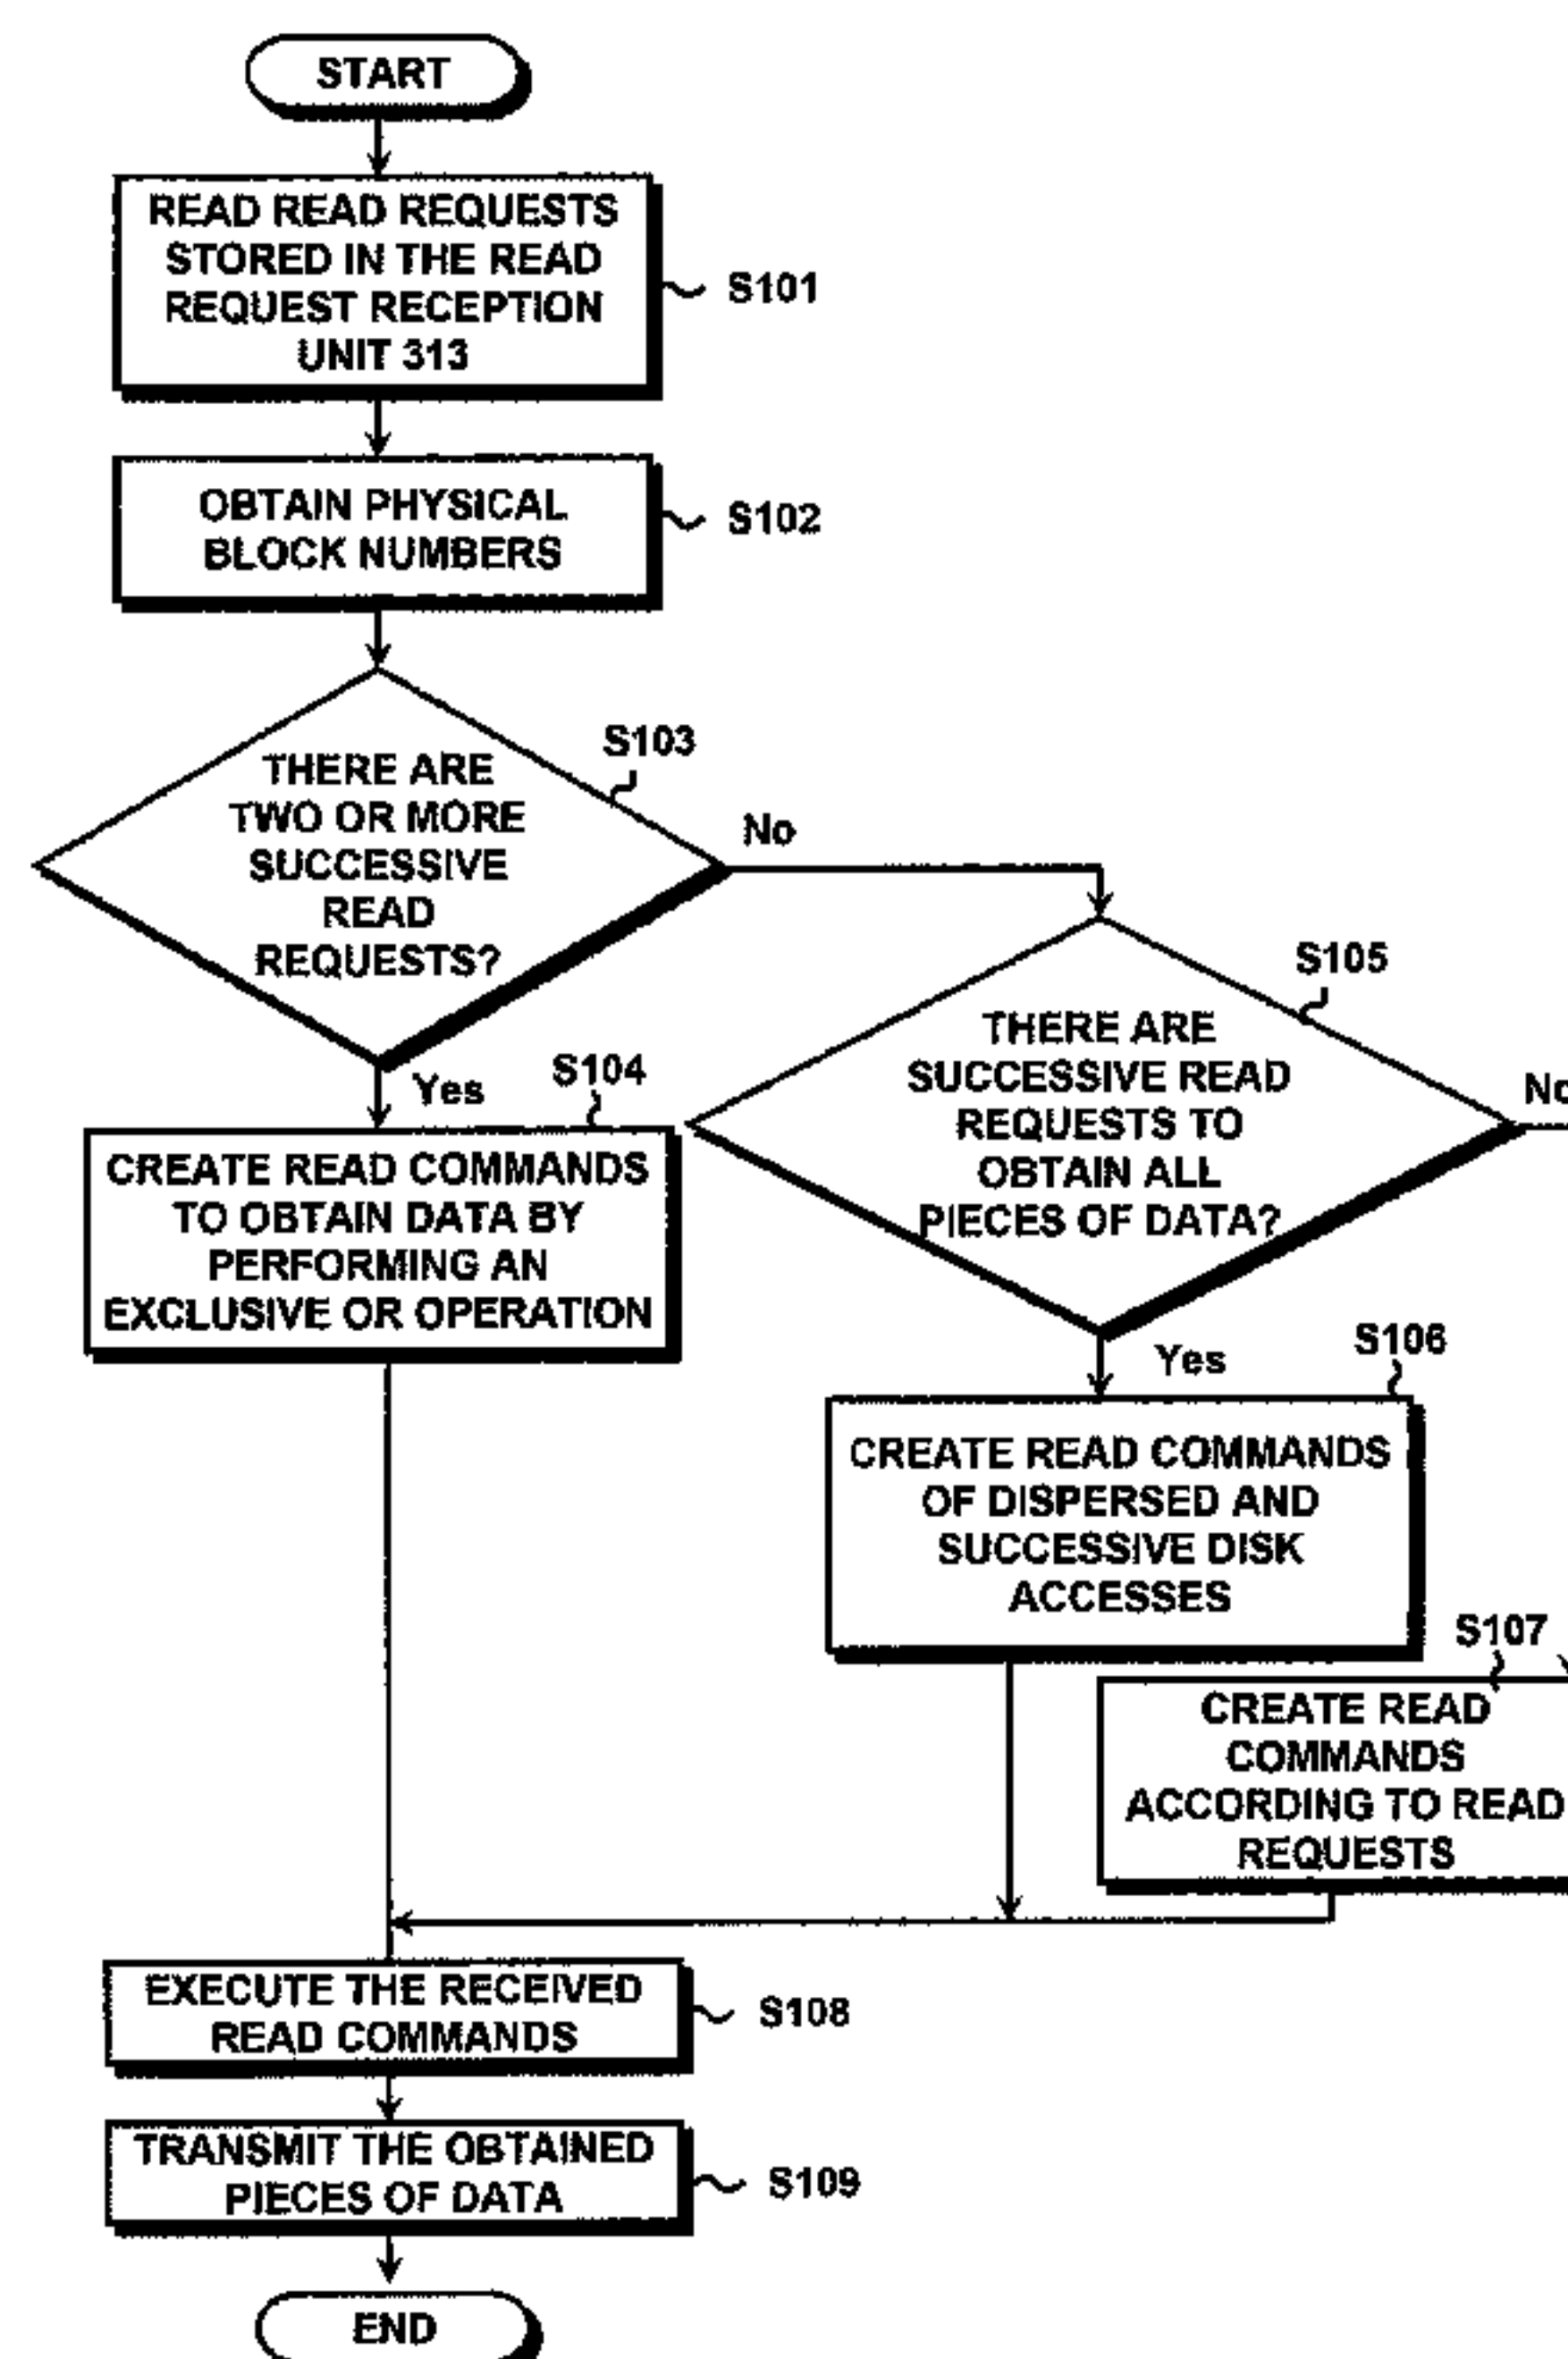 START
READ READ REQUESTS
STORED IN THE READ
REQUEST RECEPTION
UNIT 313
S101
OBTAIN PHYSICAL
BLOCK NUMBERS
S102
S103
THERE ARE
TWO OR MORE
SUCCESSIVE
READ
REQUESTS?
No
Yes
S104
CREATE READ COMMANDS
TO OBTAIN DATA BY
PERFORMING AN
EXCLUSIVE OR OPERATION
S105
THERE ARE
SUCCESSIVE READ
REQUESTS TO
OBTAIN ALL
PIECES OF DATA?
No
Yes
S106
CREATE READ COMMANDS
OF DISPERSED AND
SUCCESSIVE DISK
ACCESSES
S107
CREATE READ
COMMANDS
ACCORDING TO READ
REQUESTS
EXECUTE THE RECEIVED
READ COMMANDS
S108
TRANSMIT THE OBTAINED
PIECES OF DATA
S109
END